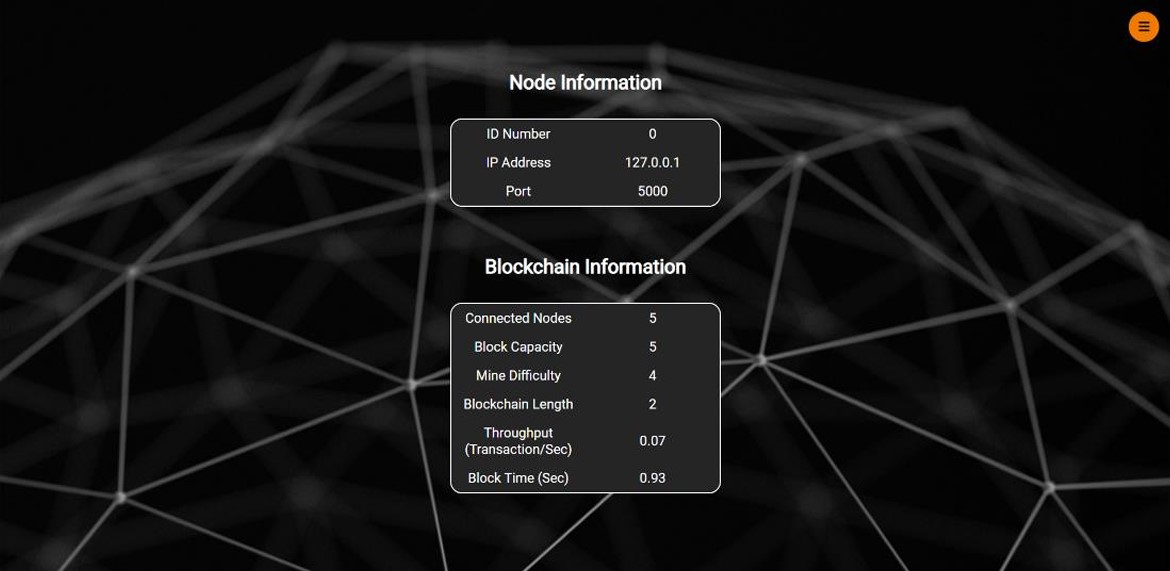 Node Information
ID Number 0
IP Address 127.0.0.1
Port 5000
Blockchain Information
Connected Nodes 5
Block Capacity 5
Mine Difficulty 4
Blockchain Length 2
Throughput
(Transaction/Sec) 0.07
Block Time (Sec) 0.93